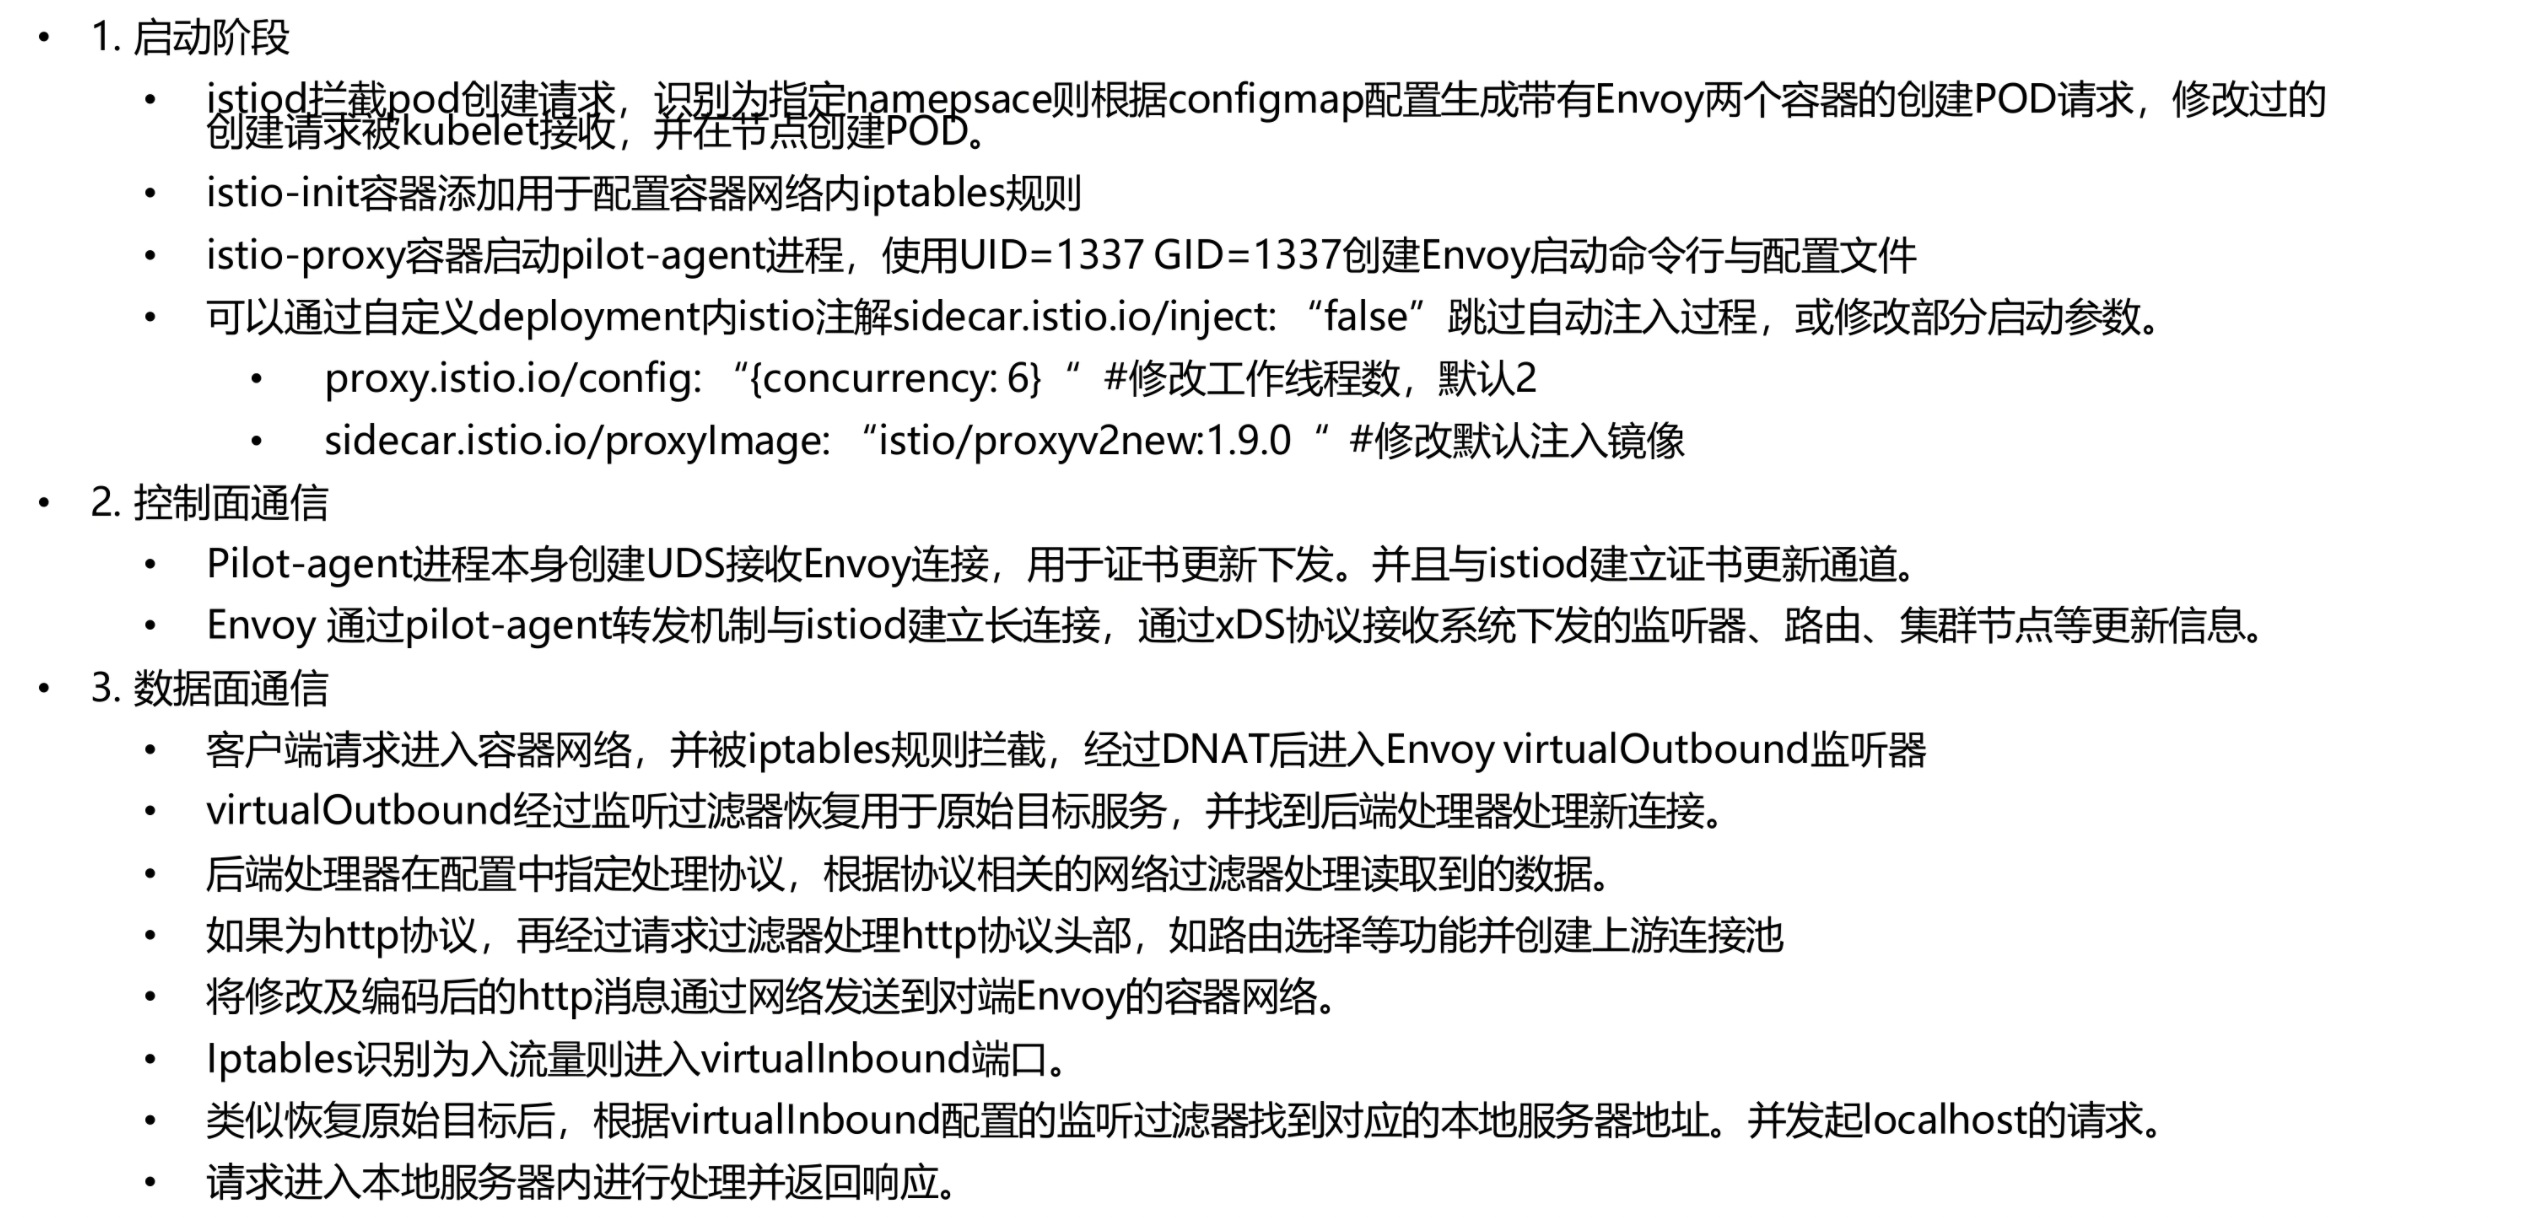 • 1. 启动阶段
• istiod拦截pod创建请求，识别为指定namepsace则根据configmap配置生成带有Envoy两个容器的创建POD请求，修改过的
创建请求被kubelet接收，并在节点创建POD。
• istio-init容器添加用于配置容器网络内iptables规则
• istio-proxy容器启动pilot-agent进程，使用UID=1337 GID=1337创建Envoy启动命令行与配置文件
• 可以通过自定义deployment内istio注解sidecar.istio.io/inject: “false”跳过自动注入过程，或修改部分启动参数。
• proxy.istio.io/config: “{concurrency: 6}“ #修改工作线程数，默认2
• sidecar.istio.io/proxyImage: “istio/proxyv2new:1.9.0“ #修改默认注入镜像
• 2. 控制面通信
• Pilot-agent进程本身创建UDS接收Envoy连接，用于证书更新下发。并且与istiod建立证书更新通道。
• Envoy 通过pilot-agent转发机制与istiod建立长连接，通过xDS协议接收系统下发的监听器、路由、集群节点等更新信息。
• 3. 数据面通信
• 客户端请求进入容器网络，并被iptables规则拦截，经过DNAT后进入Envoy virtualOutbound监听器
• virtualOutbound经过监听过滤器恢复用于原始目标服务，并找到后端处理器处理新连接。
• 后端处理器在配置中指定处理协议，根据协议相关的网络过滤器处理读取到的数据。
• 如果为http协议，再经过请求过滤器处理http协议头部，如路由选择等功能并创建上游连接池
• 将修改及编码后的http消息通过网络发送到对端Envoy的容器网络。
• Iptables识别为入流量则进入virtualInbound端口。
• 类似恢复原始目标后，根据virtualInbound配置的监听过滤器找到对应的本地服务器地址。并发起localhost的请求。
• 请求进入本地服务器内进行处理并返回响应。